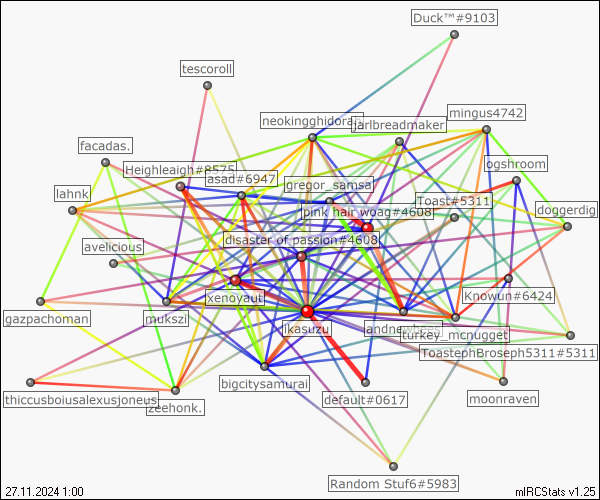 Duck™#9103
tescoroll
mingus4742
neokingghidora
jarlbreadmaker
facadas.
ogshroom
Heighleaigh#8575
asad#6947
gregor_samsa
lahnk
Toast#5311
pink hair woag#4608
doggerdig
disaster of passion#4608
avelicious
xenoyaut
Knowun#6424
gazpachoman
mukszi
ikasuzu
turkey_mcnugget
ToastephBroseph5311#5311
bigcitysamurai
thiccusboiusalexusjoneus
default#0617
moonraven
zeehonk.
Random Stuf6#5983
27.11.2024 1:00
mIRCStats v1.25